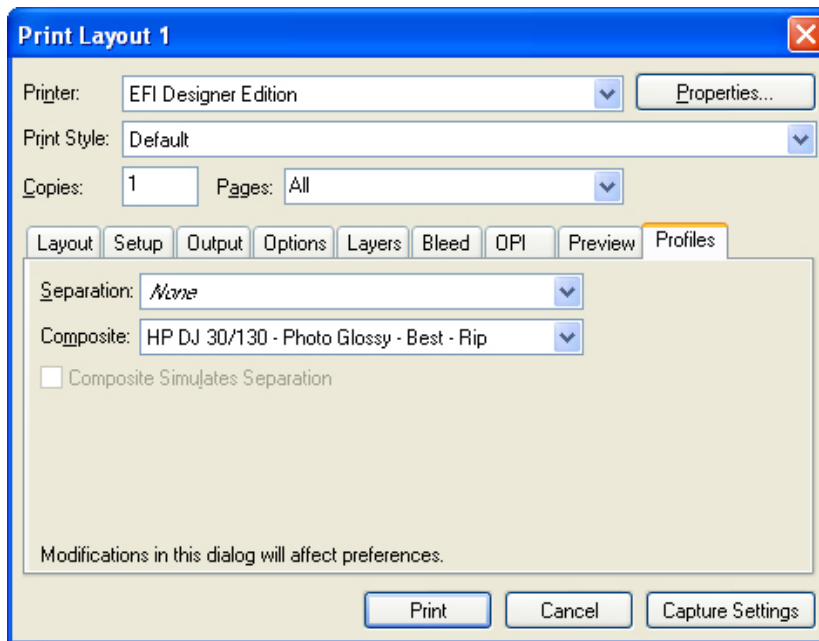 Print Layout 1
Printer: EFI Designer Edition Properties...
Print Style: Default
Copies: 1 Pages: All
Layout Setup Output Options Layers Bleed OPI Preview Profiles
Separation: None
Composite: HP DJ 30/130 - Photo Glossy - Best - Rip
Composite Simulates Separation
Modifications in this dialog will affect preferences.
Print Cancel Capture Settings